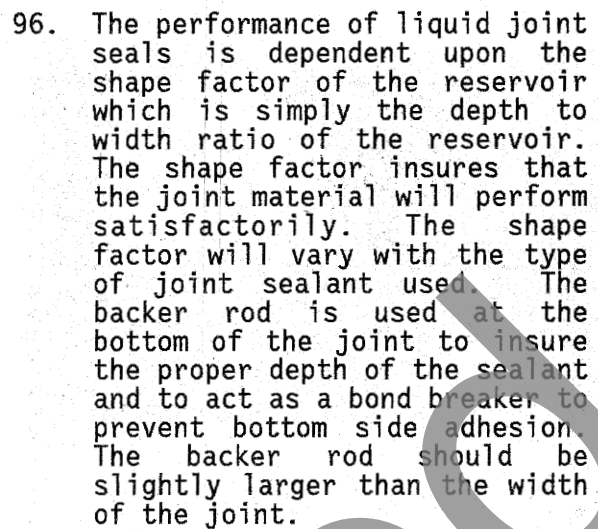 96. The performance of liquid joint
seals is dependent upon the
shape factor of the reservoir
which is simply the depth to
width ratio of the reservoir.
The shape factor insures that
the joint material will perform
satisfactorily. The shape
factor will vary with the type
of joint sealant used. The
backer rod is used at the
bottom of the joint to insure
the proper depth of the sealant
and to act as a bond breaker to
prevent bottom side adhesion.
The backer rod should be
slightly larger than the width
of the joint.